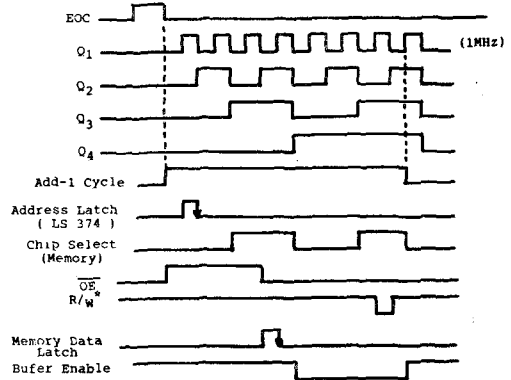 EOC
Q1 (1MHz)
Q2
Q3
Q4
Add-1 Cycle
Address Latch
( LS 374 )
Chip Select
(Memory)
OE
R/W*
Memory Data
Latch
Bufer Enable